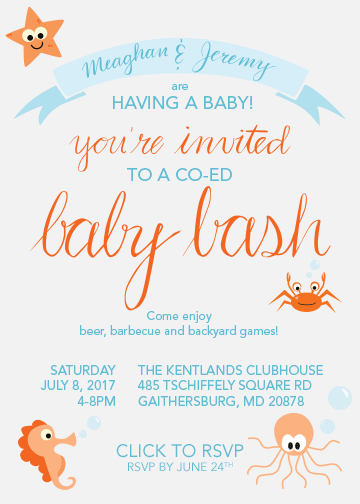 Meaghan & Jeremy
are
HAVING A BABY!
you're invited
TO A CO-ED
baby bash
Come enjoy
beer, barbecue and backyard games!
SATURDAY
JULY 8, 2017
4-8PM
THE KENTLANDS CLUBHOUSE
485 TSCHIFFELY SQUARE RD
GAITHERSBURG, MD 20878
CLICK TO RSVP
RSVP BY JUNE 24TH